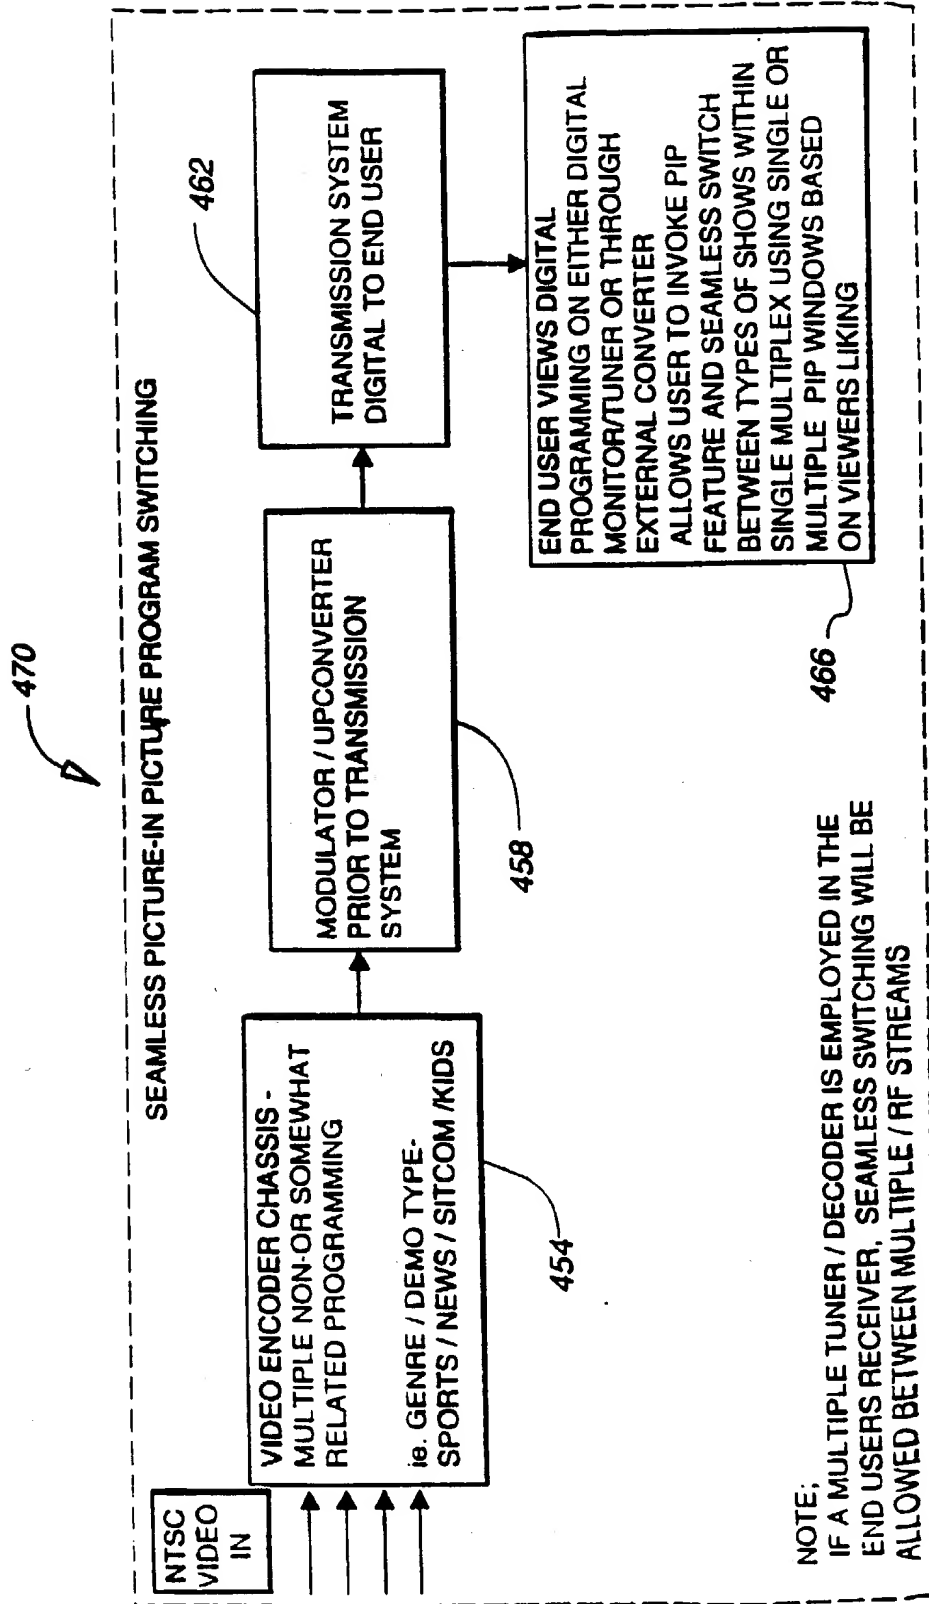 470
SEAMLESS PICTURE-IN PICTURE PROGRAM SWITCHING
NTSC
VIDEO
IN
VIDEO ENCODER CHASSIS -
MULTIPLE NON-OR SOMEWHAT
RELATED PROGRAMMING
ie. GENRE / DEMO TYPE-
SPORTS / NEWS / SITCOM /KIDS
454
MODULATOR / UPCONVERTER
PRIOR TO TRANSMISSION
SYSTEM
458
TRANSMISSION SYSTEM
DIGITAL TO END USER
462
END USER VIEWS DIGITAL
PROGRAMMING ON EITHER DIGITAL
MONITOR/TUNER OR THROUGH
EXTERNAL CONVERTER
ALLOWS USER TO INVOKE PIP
FEATURE AND SEAMLESS SWITCH
BETWEEN TYPES OF SHOWS WITHIN
SINGLE MULTIPLEX USING SINGLE OR
MULTIPLE PIP WINDOWS BASED
ON VIEWERS LIKING
466
NOTE;
IF A MULTIPLE TUNER / DECODER IS EMPLOYED IN THE
END USERS RECEIVER, SEAMLESS SWITCHING WILL BE
ALLOWED BETWEEN MULTIPLE / RF STREAMS